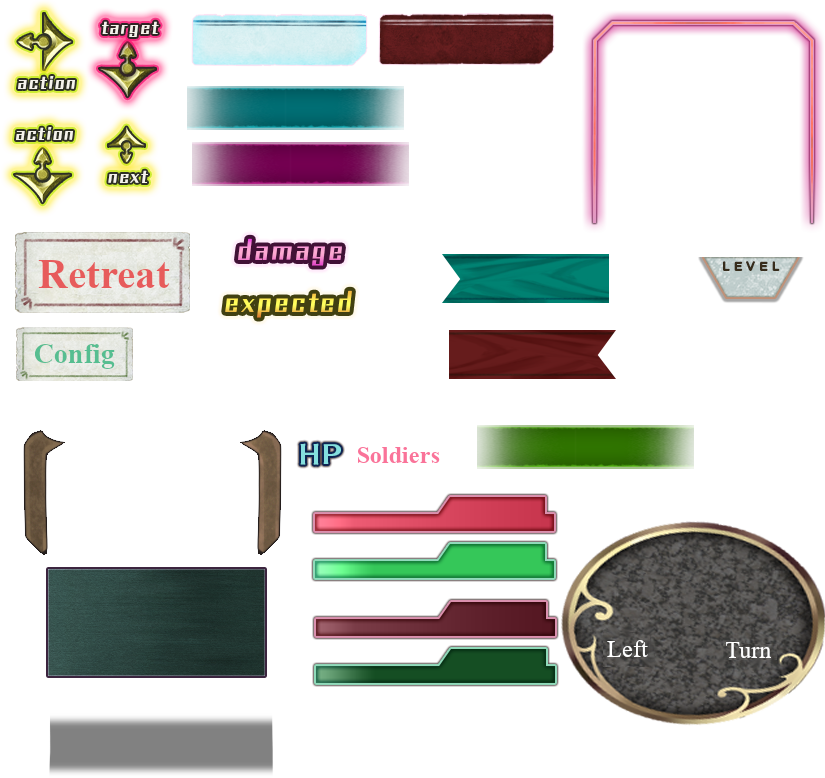 target
action
action
next
Retreat
damage
expected
LEVEL
Config
HP
Soldiers
Left
Turn